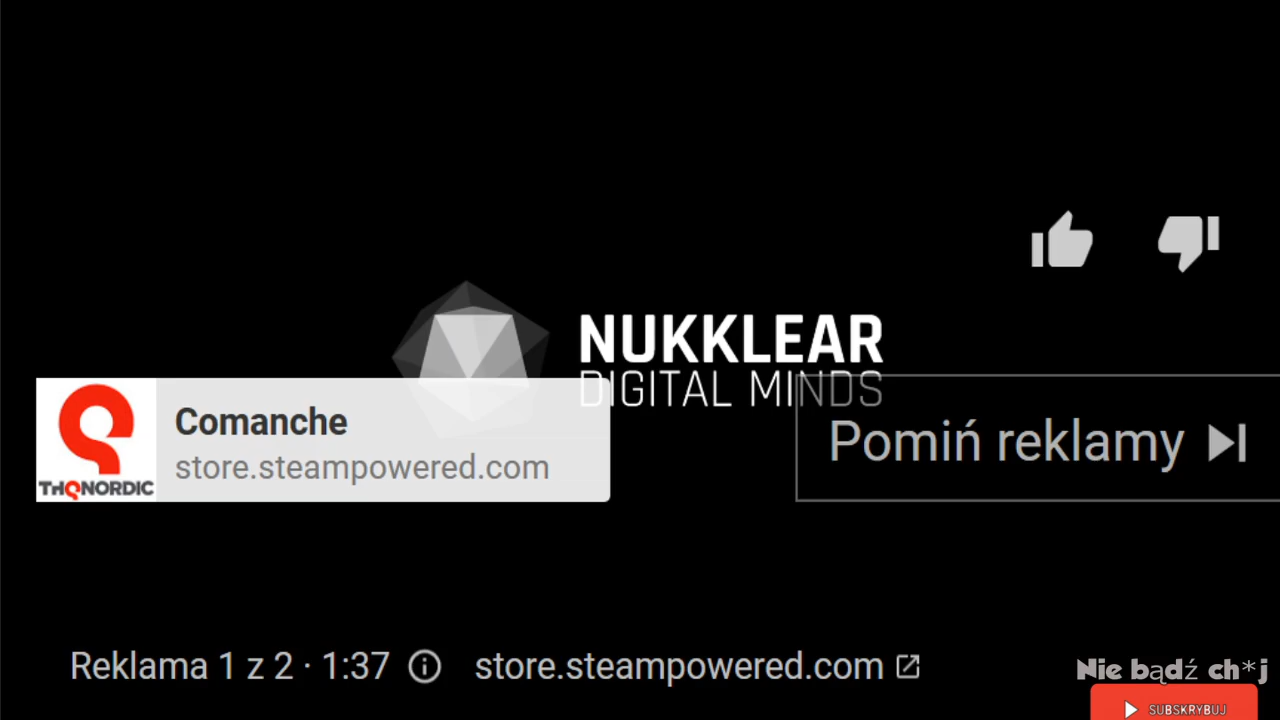 NUKKLEAR
DIGITAL MINDS
Comanche
store.steampowered.com
THQNORDIC
Pomiń reklamy
Reklama 1 z 2 · 1:37
store.steampowered.com
Nie bądź ch*j
SUBSKRYBUJ